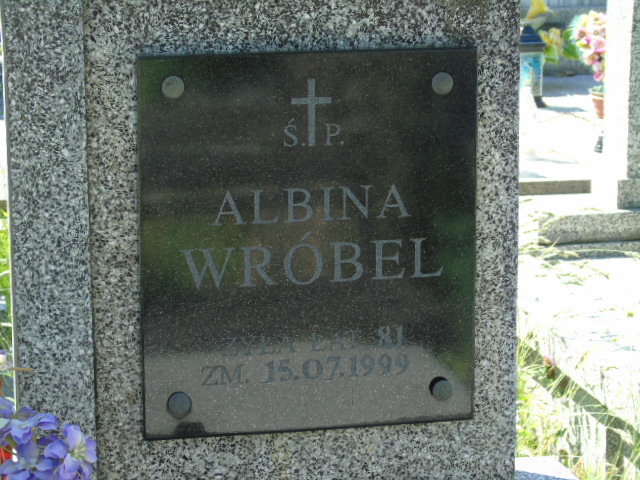 Ś. P.
ALBINA
WRÓBEL
ŻYŁA LAT 81
ZM. 15.07.1999